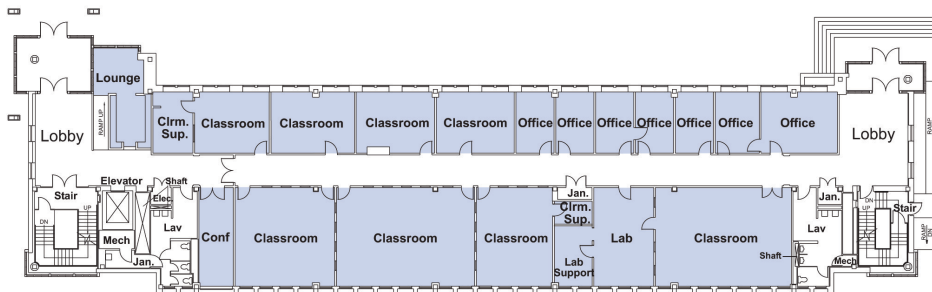 Lounge
RAMP UP
Clrm.
Sup.
Classroom
Classroom
Classroom
Classroom
Office
Office
Office
Office
Office
Office
Office
Lobby
Lobby
RAMP
Elevator
Shaft
Elec.
Stair
UP
DN
Mech
Jan.
Lav
Conf
Classroom
Classroom
Classroom
Jan.
Clrm.
Sup.
Lab
Support
Lab
Classroom
Shaft
Lav
Jan.
Mech
DN
UP
Stair
RAMP
DN